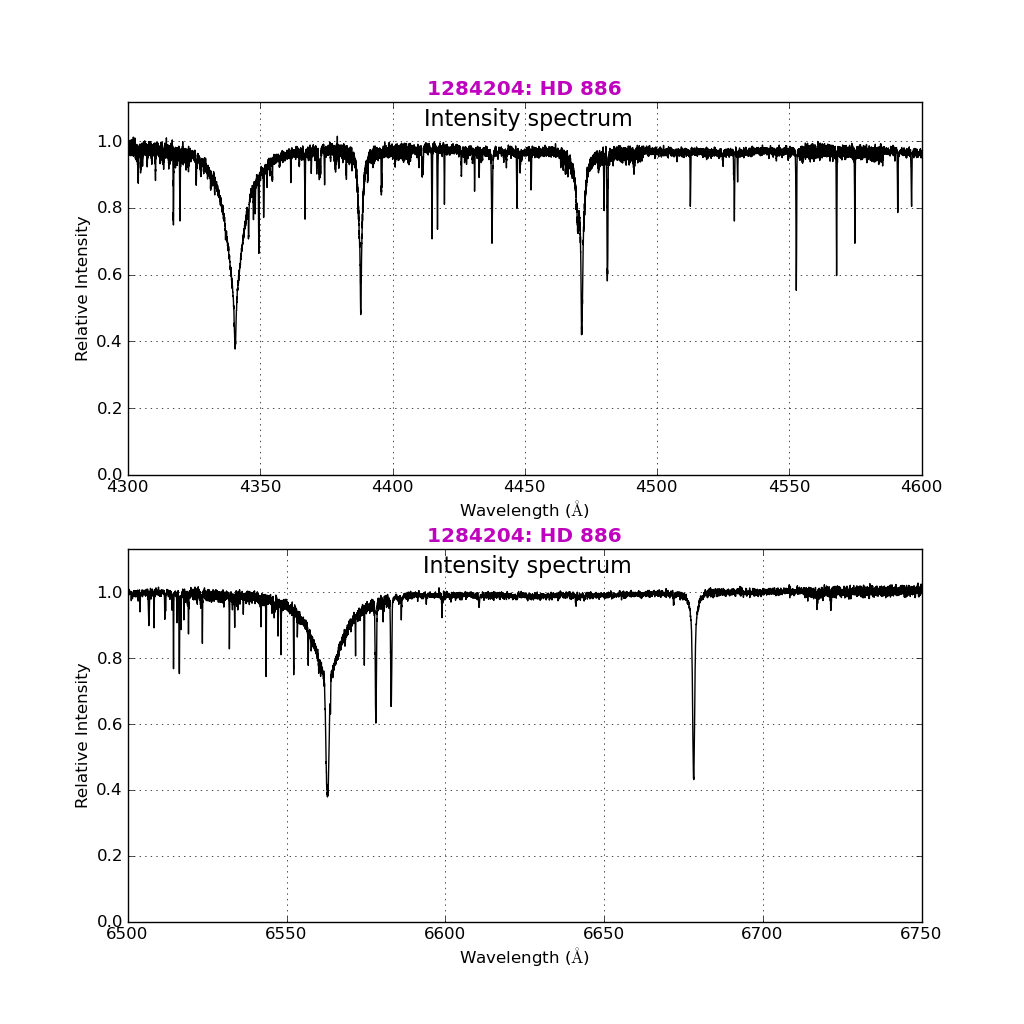 1284204: HD 886
Intensity spectrum
1.0
0.8
0.6
0.4
0.2
0.0
Relative Intensity
4300 4350 4400 4450 4500 4550 4600
Wavelength (Å)
1284204: HD 886
Intensity spectrum
1.0
0.8
0.6
0.4
0.2
0.0
Relative Intensity
6500 6550 6600 6650 6700 6750
Wavelength (Å)